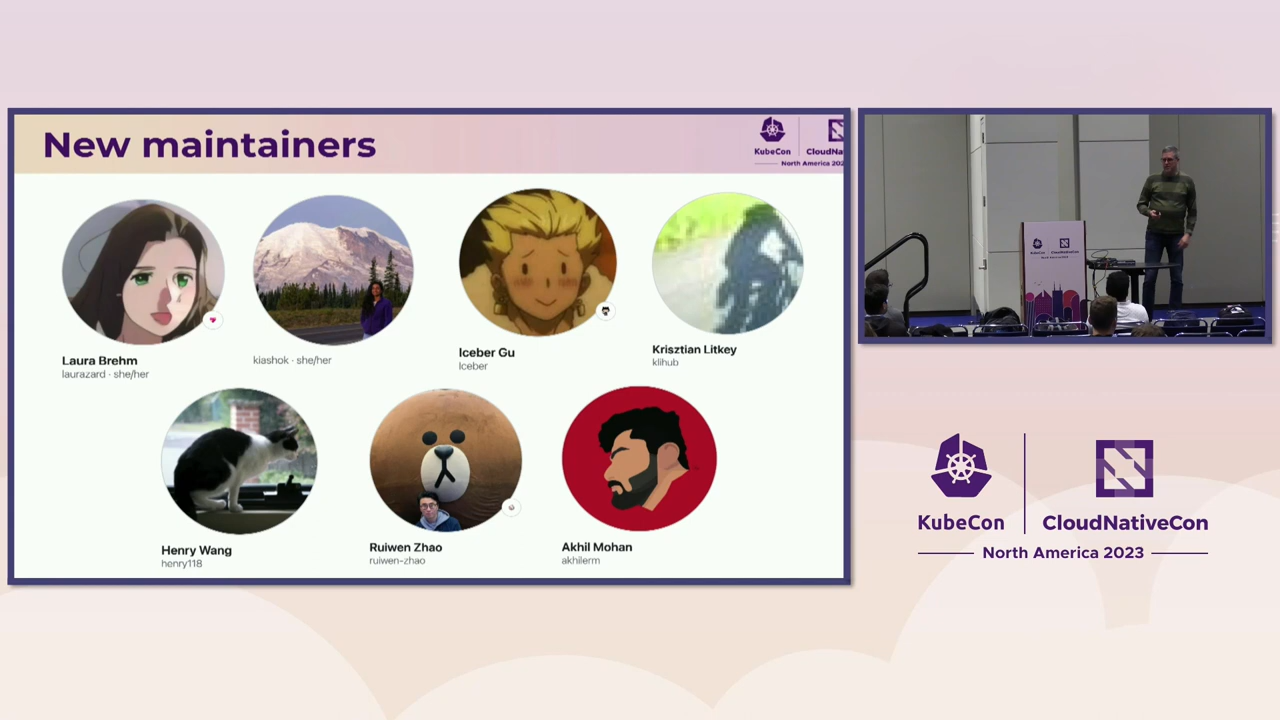 New maintainers
KubeCon
CloudNa
North America 202
Laura Brehm
laurazard · she/her
kiashok · she/her
Iceber Gu
Iceber
Krisztian Litkey
klihub
Henry Wang
henry118
Ruiwen Zhao
ruiwen-zhao
Akhil Mohan
akhilerm
KubeCon
CloudNativeCon
North America 2023